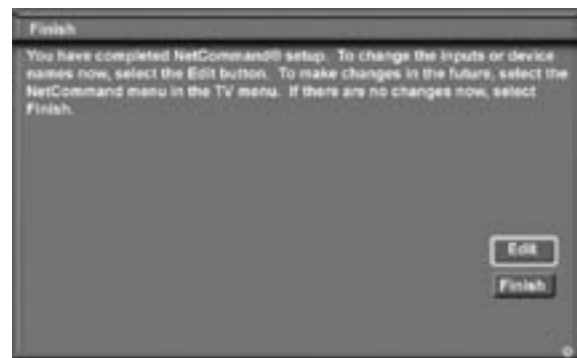 Finish
You have completed NetCommand® setup. To change the inputs or device
names now, select the Edit button. To make changes in the future, select the
NetCommand menu in the TV menu. If there are no changes now, select
Finish.
Edit
Finish